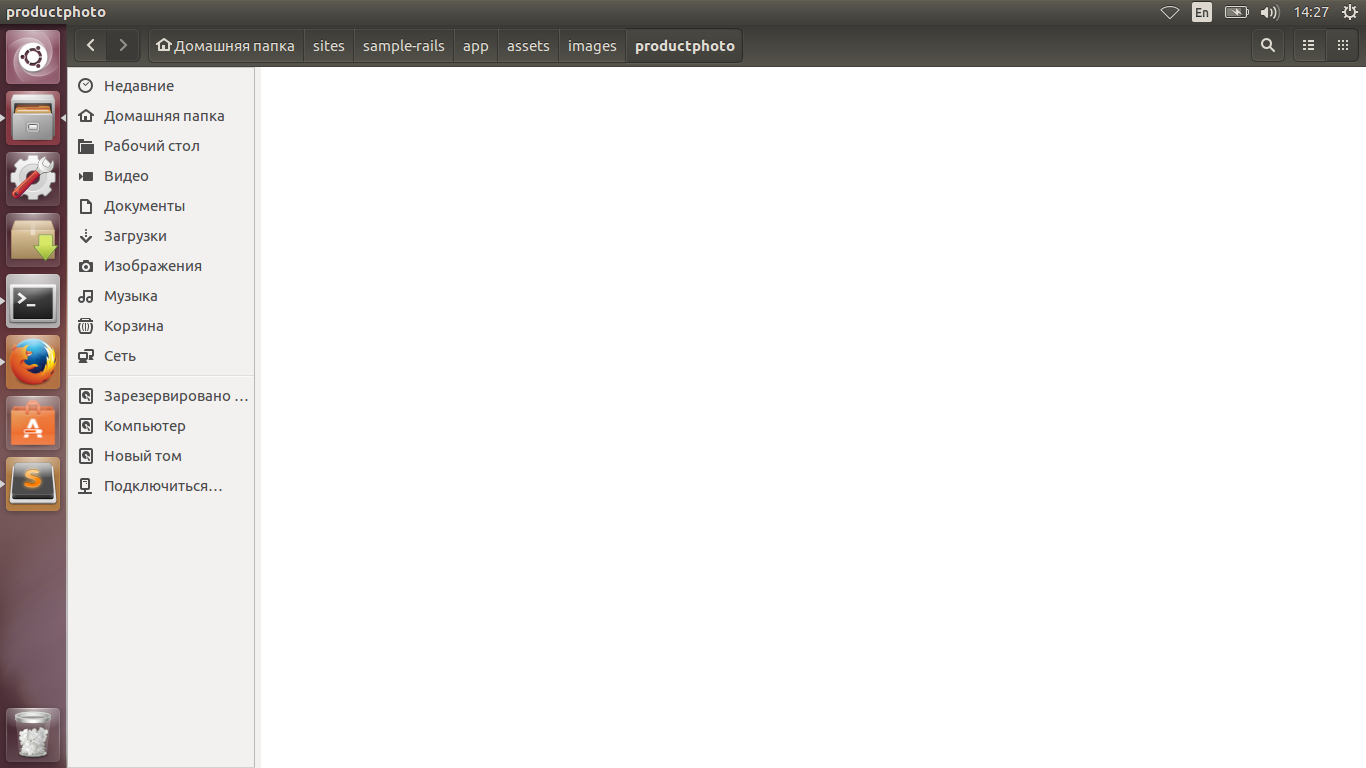 productphoto
En
14:27
Домашняя папка sites sample-rails app assets images productphoto
Недавние
Домашняя папка
Рабочий стол
Видео
Документы
Загрузки
Изображения
Музыка
Корзина
Сеть
Зарезервировано …
Компьютер
Новый том
Подключиться…